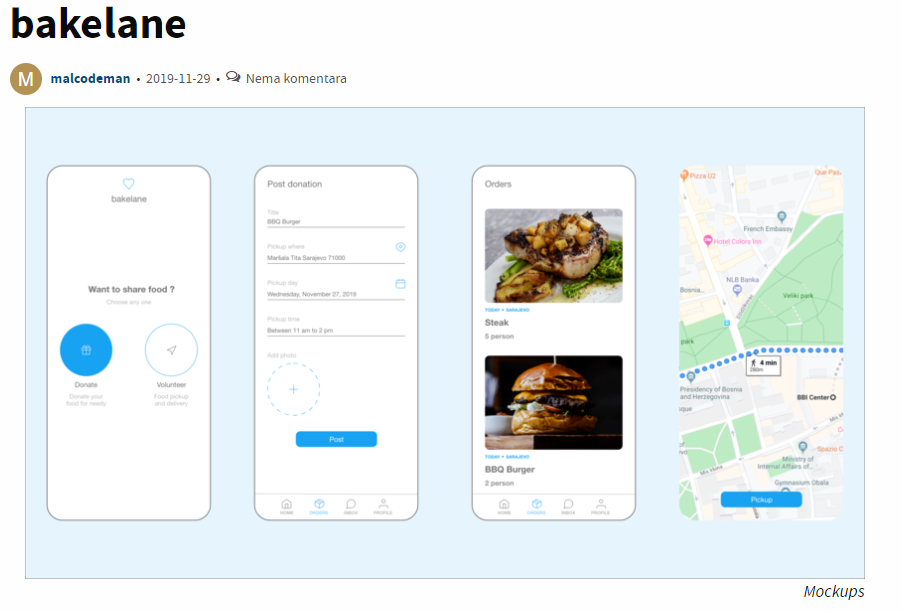 bakelane
M
malcodeman • 2019-11-29 • Nema komentara
bakelane
Want to share food ?
Choose any one
Donate
Donate your
food for needy
Volunteer
Food pickup
and delivery
Post donation
Title
BBQ Burger
Pickup where
Maršala Tita Sarajevo 71000
Pickup day
Wednesday, November 27, 2019
Pickup time
Between 11 am to 2 pm
Add photo
Post
HOME
ORDERS
INBOX
PROFILE
Orders
TODAY • SARAJEVO
Steak
5 person
TODAY • SARAJEVO
BBQ Burger
2 person
HOME
ORDERS
INBOX
PROFILE
Pizza U2
Que Pas
French Embassy
Hotel Colors Inn
NLB Banka
Bosnia...
Veliki park
park
4 min
280m
Presidency of Bosnia
and Herzegovina
BBI Center
sque
Mis Irbina
Spazio C
Ministry of
Internal Affairs of...
Gymnasium Obala
Pickup
Mockups